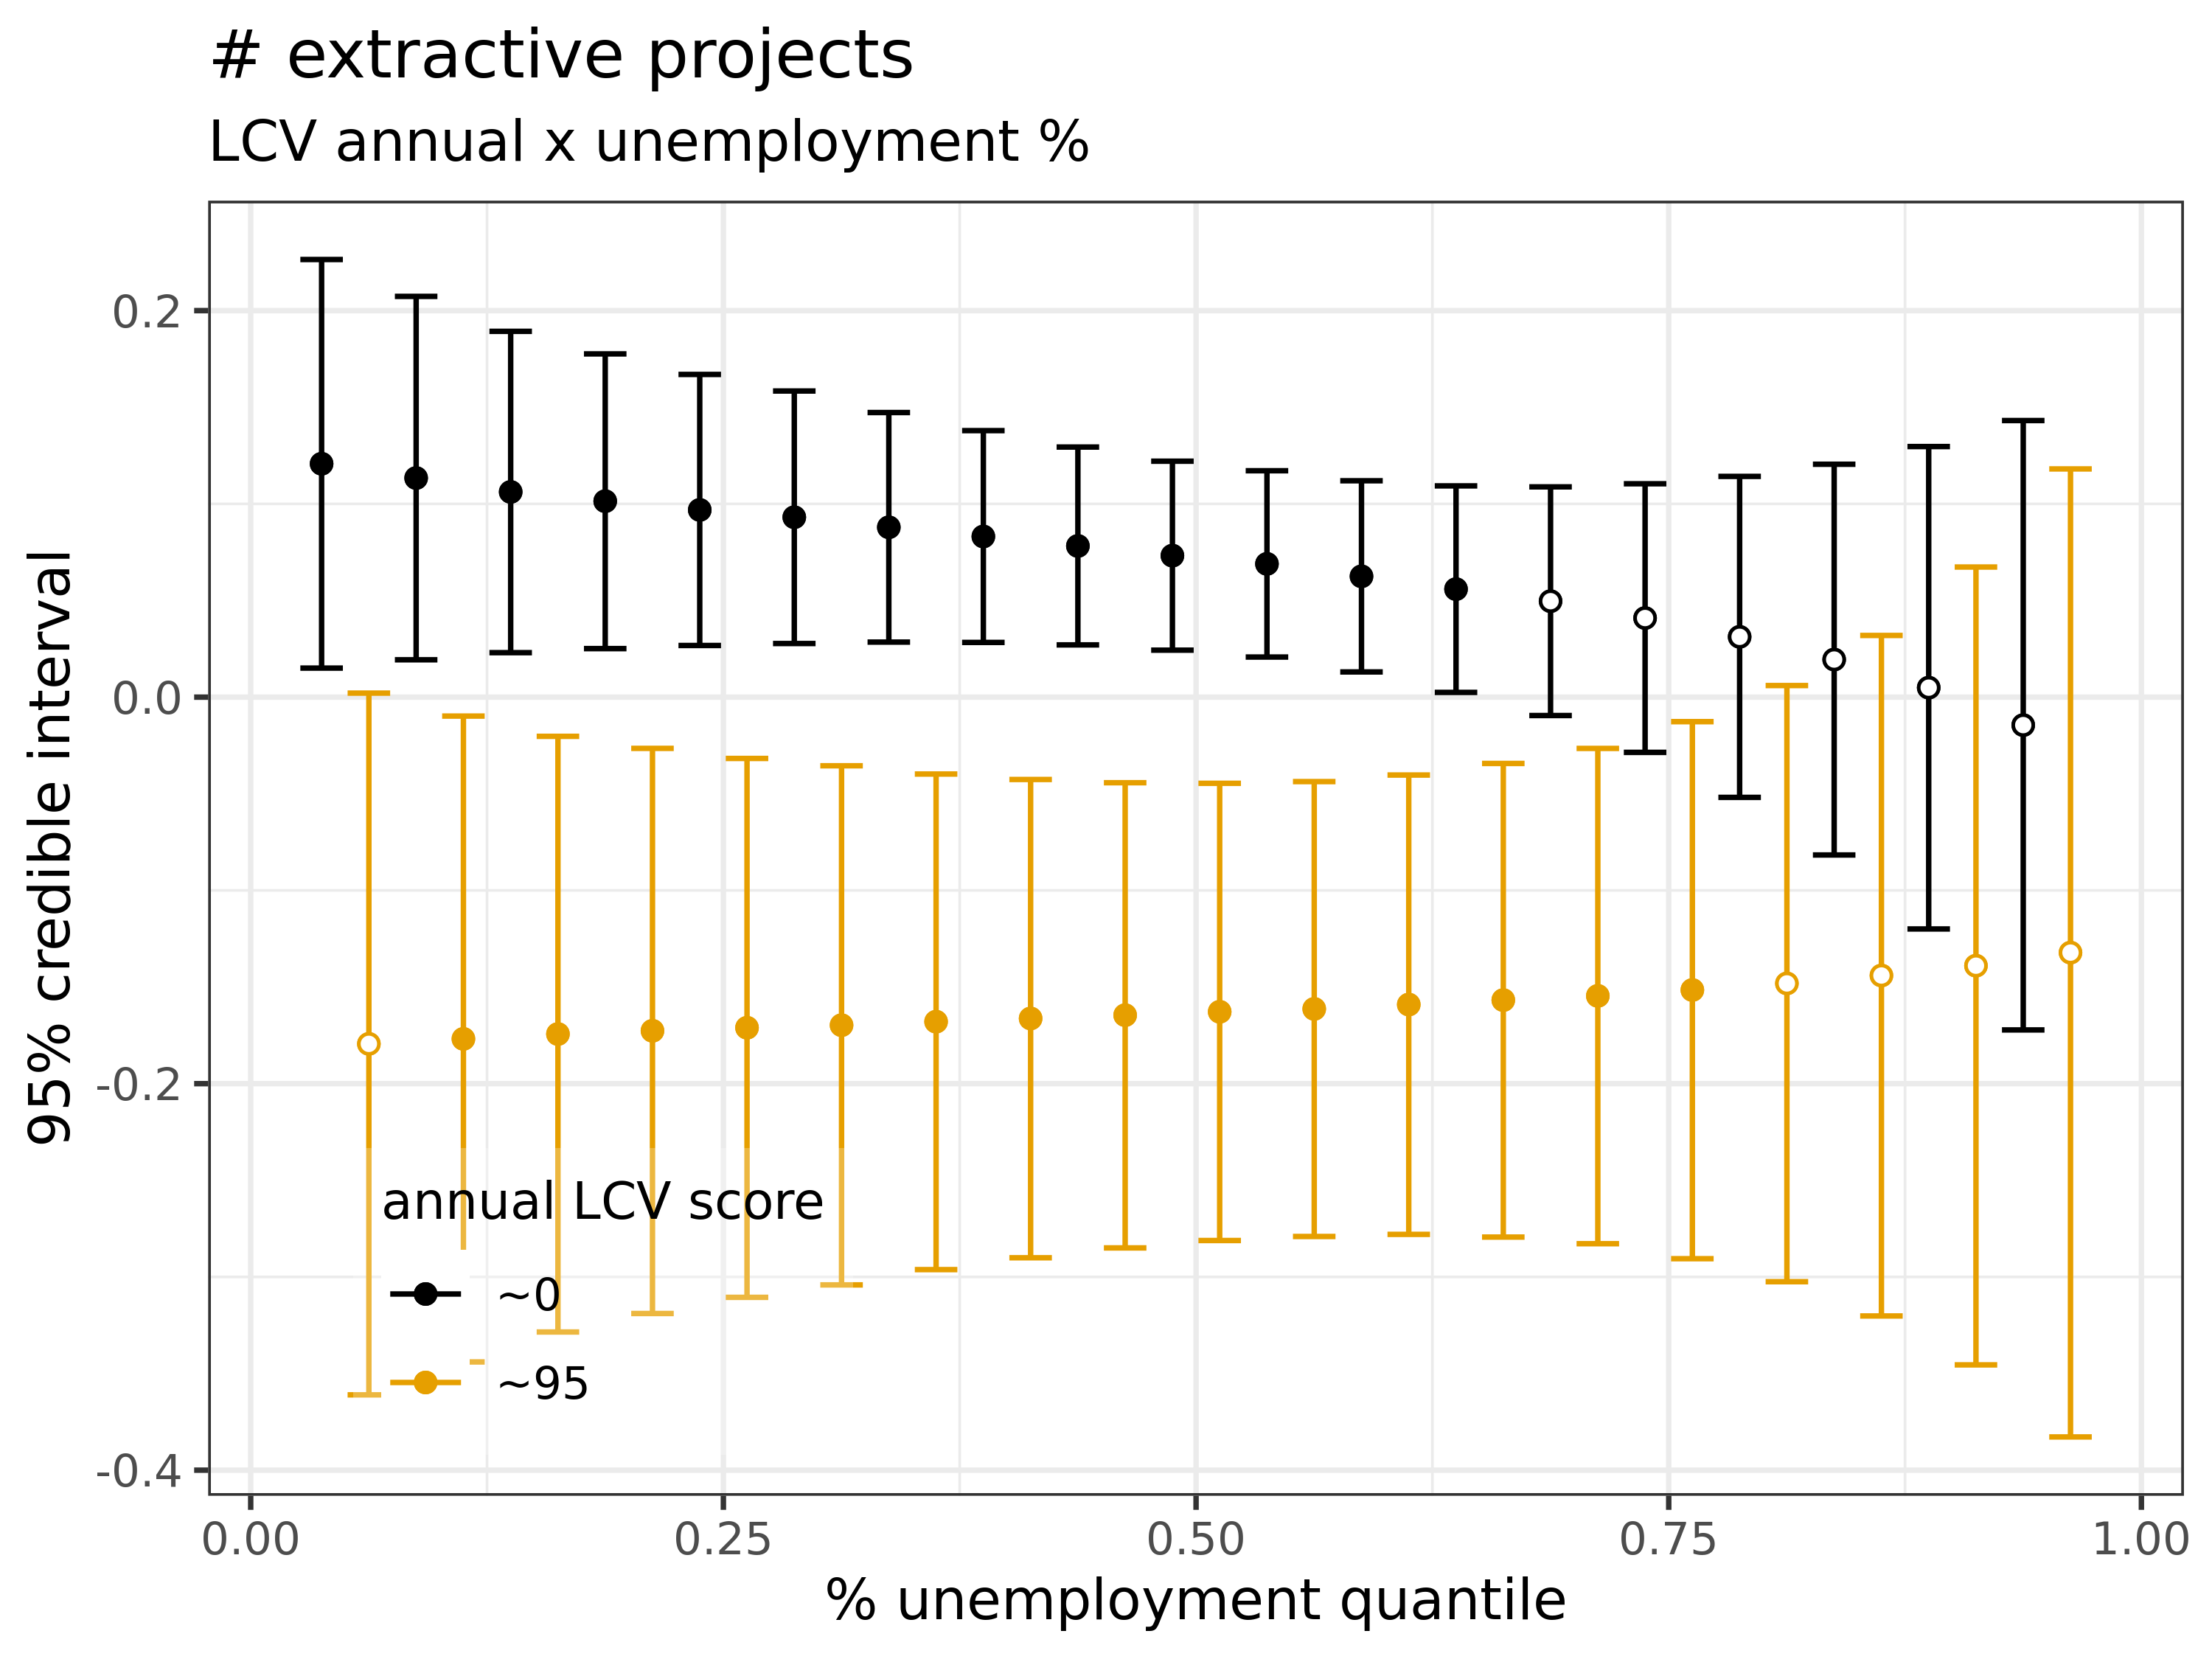 # extractive projects
LCV annual x unemployment %
95% credible interval
0.2
0.0
-0.2
-0.4
annual LCV score
~0
~95
0.00 0.25 0.50 0.75 1.00
% unemployment quantile